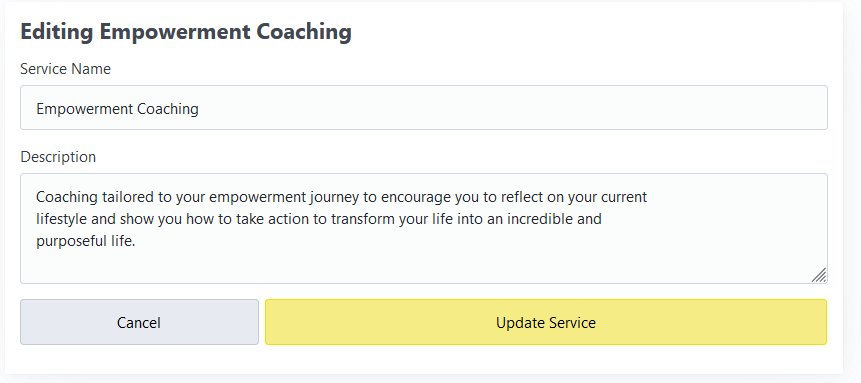 Editing Empowerment Coaching
Service Name
Empowerment Coaching
Description
Coaching tailored to your empowerment journey to encourage you to reflect on your current
lifestyle and show you how to take action to transform your life into an incredible and
purposeful life.
Cancel
Update Service